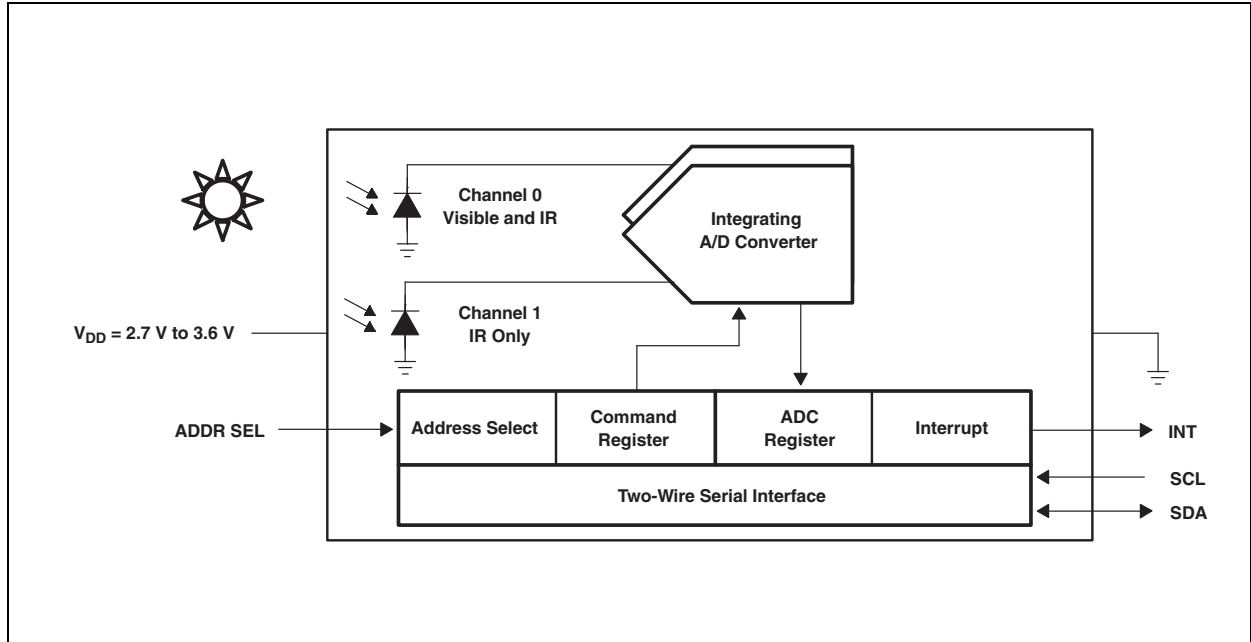 Channel 0
Visible and IR
Integrating
A/D Converter
Channel 1
IR Only
VDD = 2.7 V to 3.6 V
ADDR SEL
Address Select
Command
Register
ADC
Register
Interrupt
INT
Two-Wire Serial Interface
SCL
SDA